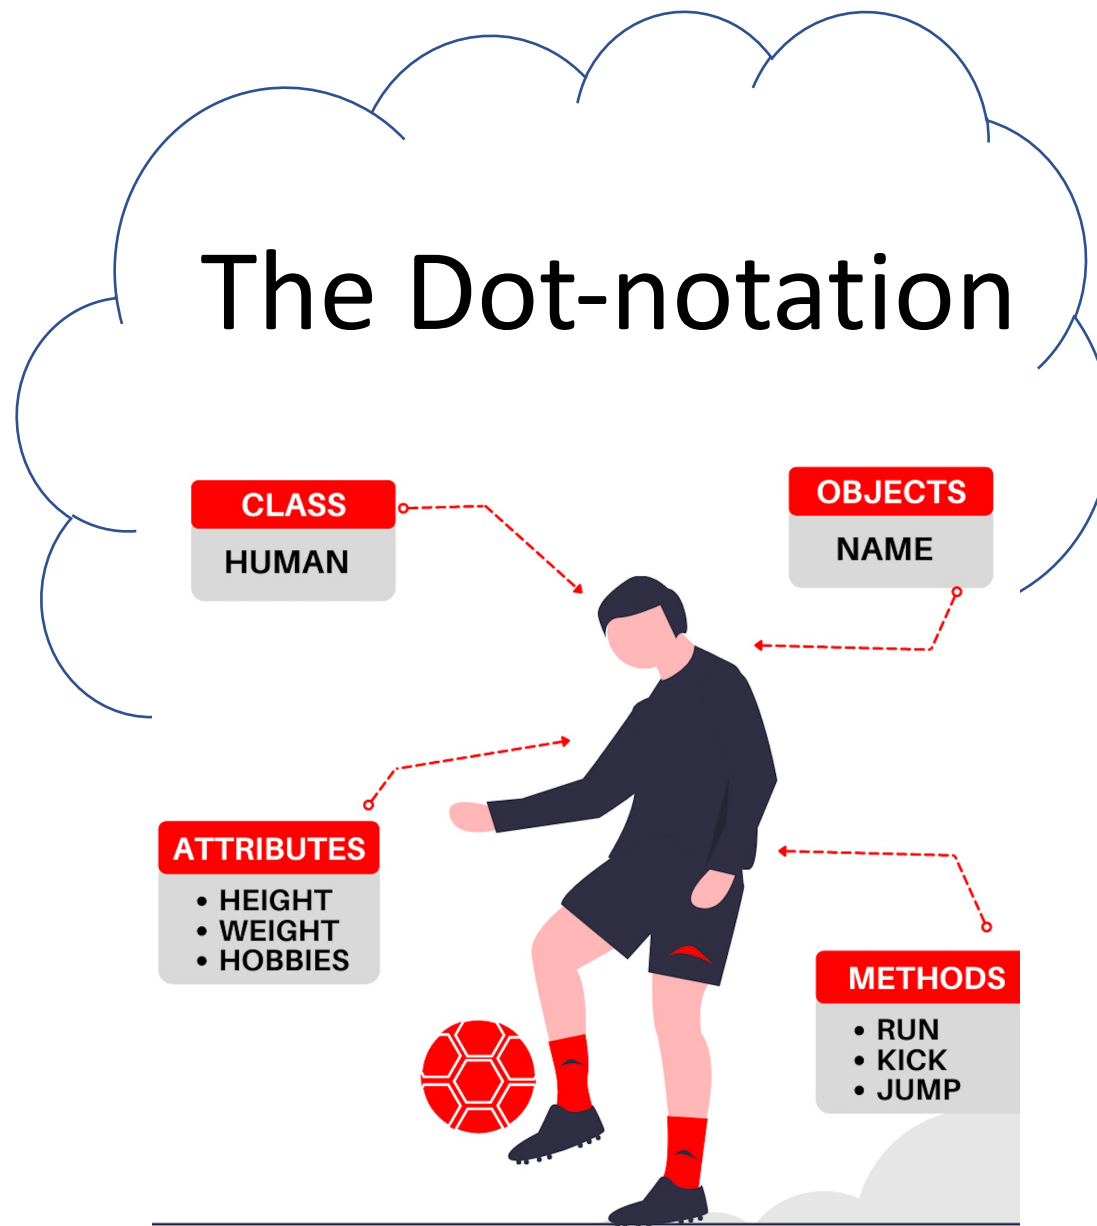 The Dot-notation
CLASS
HUMAN
OBJECTS
NAME
ATTRIBUTES
• HEIGHT
• WEIGHT
• HOBBIES
METHODS
• RUN
• KICK
• JUMP